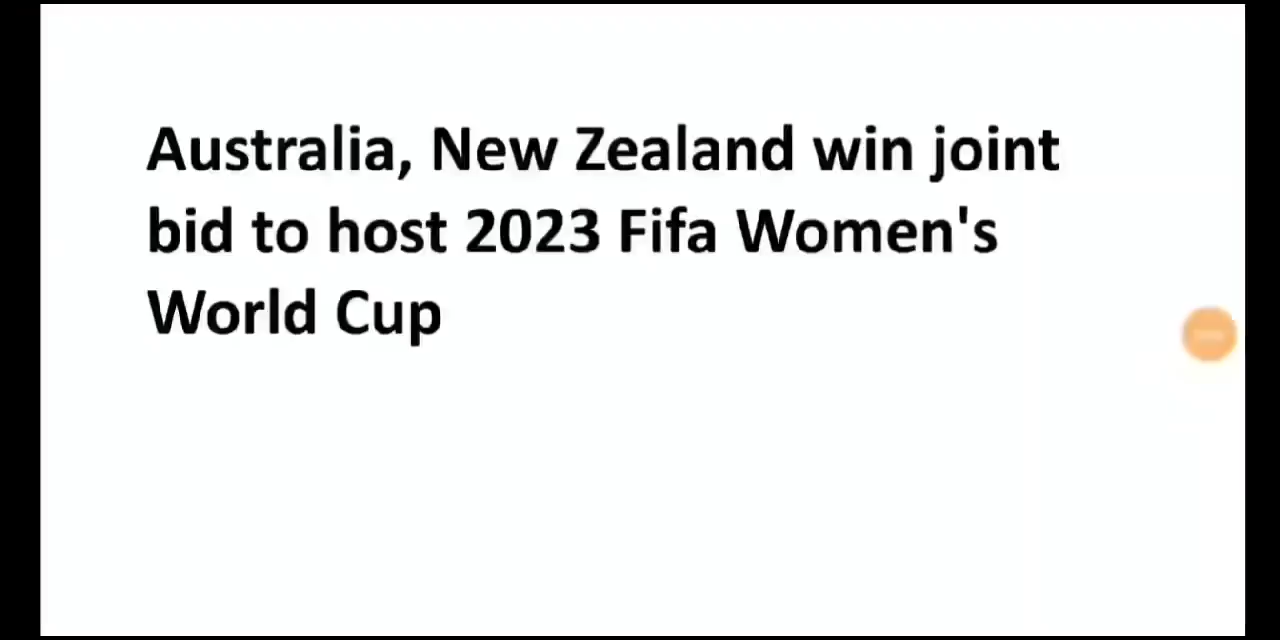 Australia, New Zealand win joint
bid to host 2023 Fifa Women's
World Cup